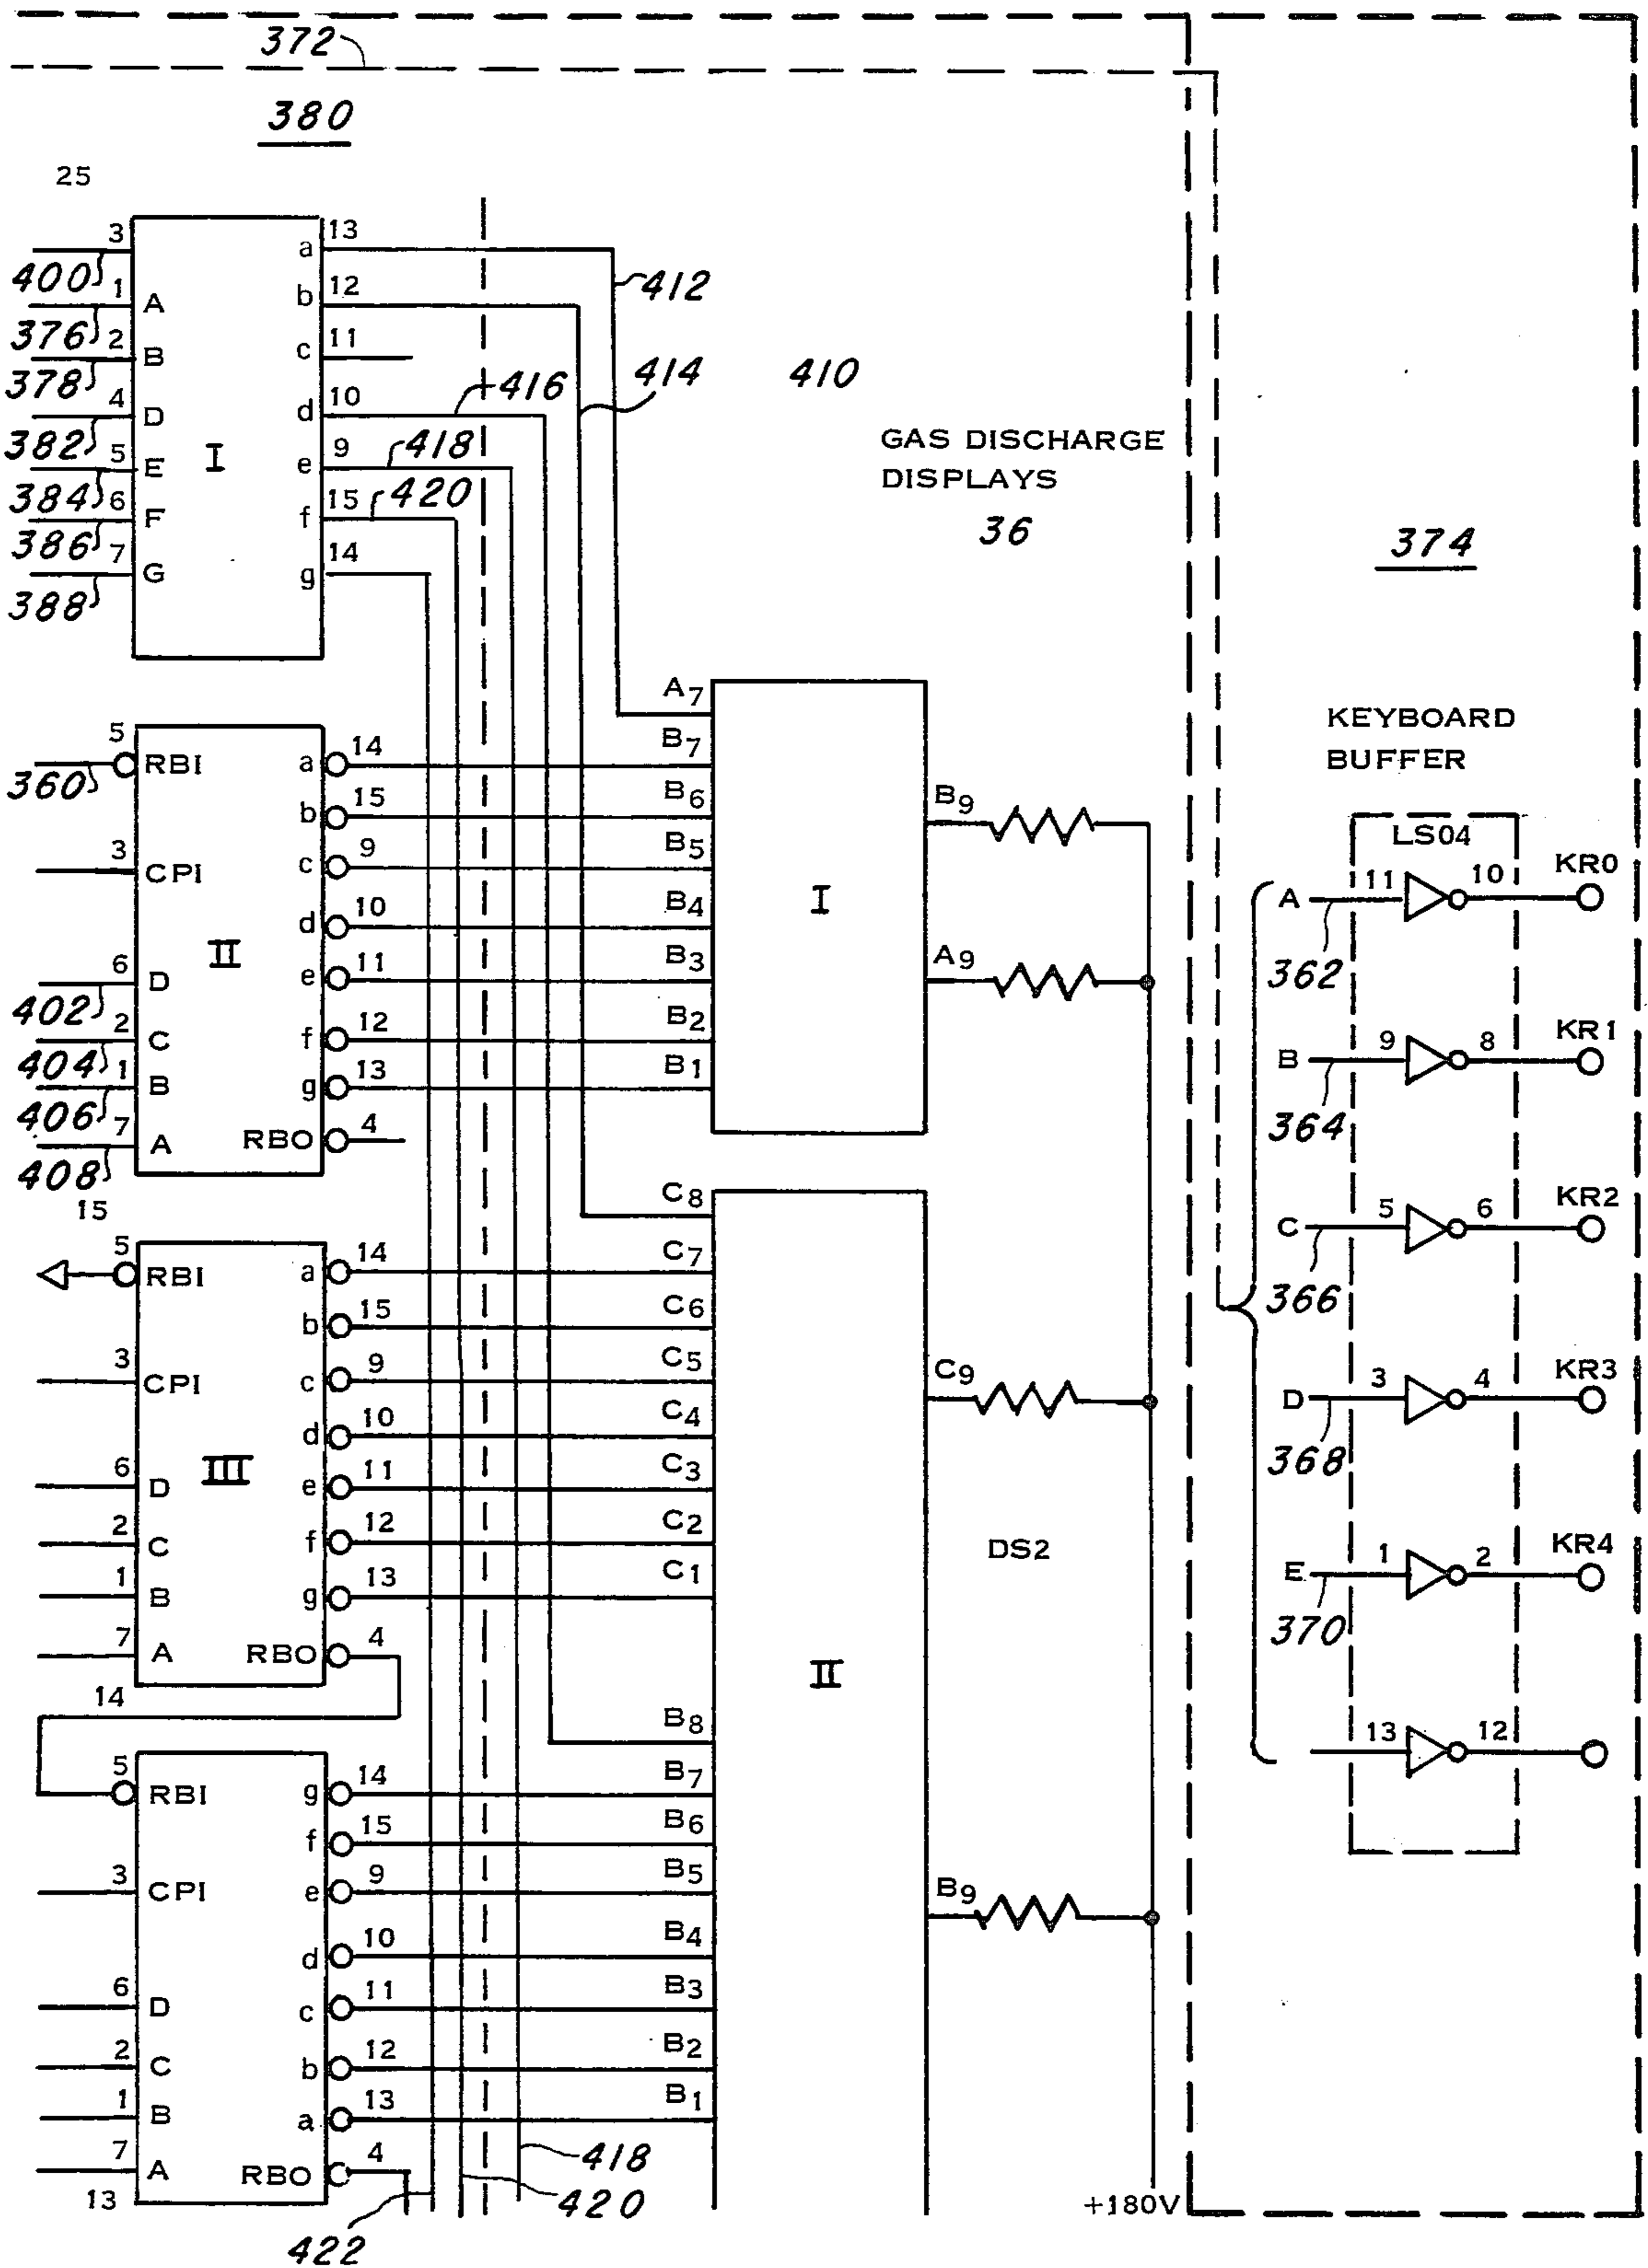 372
380
25
3
a 13
400
1 A
b 12
412
376
2 B
c 11
378
414
410
4 D
d 10
416
382
GAS DISCHARGE
DISPLAYS
36
5 E
I
e 9
418
384
6 F
f 15
420
386
7 G
g 14
388
374
KEYBOARD
BUFFER
5 RBI
a 14
360
b 15
3 CPI
c 9
d 10
II
6 D
e 11
402
2 C
f 12
404
1 B
g 13
406
7 A
RBO 4
408
15
A7
B7
B6
B5
B4
B3
B2
B1
I
B9
A9
5 RBI
a 14
b 15
3 CPI
c 9
d 10
III
6 D
e 11
2 C
f 12
1 B
g 13
7 A
RBO 4
14
C8
C7
C6
C5
C4
C3
C2
C1
C9
DS2
II
5 RBI
g 14
f 15
3 CPI
e 9
d 10
6 D
c 11
2 C
b 12
1 B
a 13
7 A
RBO 4
13
B8
B7
B6
B5
B4
B3
B2
B1
B9
418
420
422
+180V
LS04
A 11 10 KR0
362
B 9 8 KR1
364
C 5 6 KR2
366
D 3 4 KR3
368
E 1 2 KR4
370
13 12